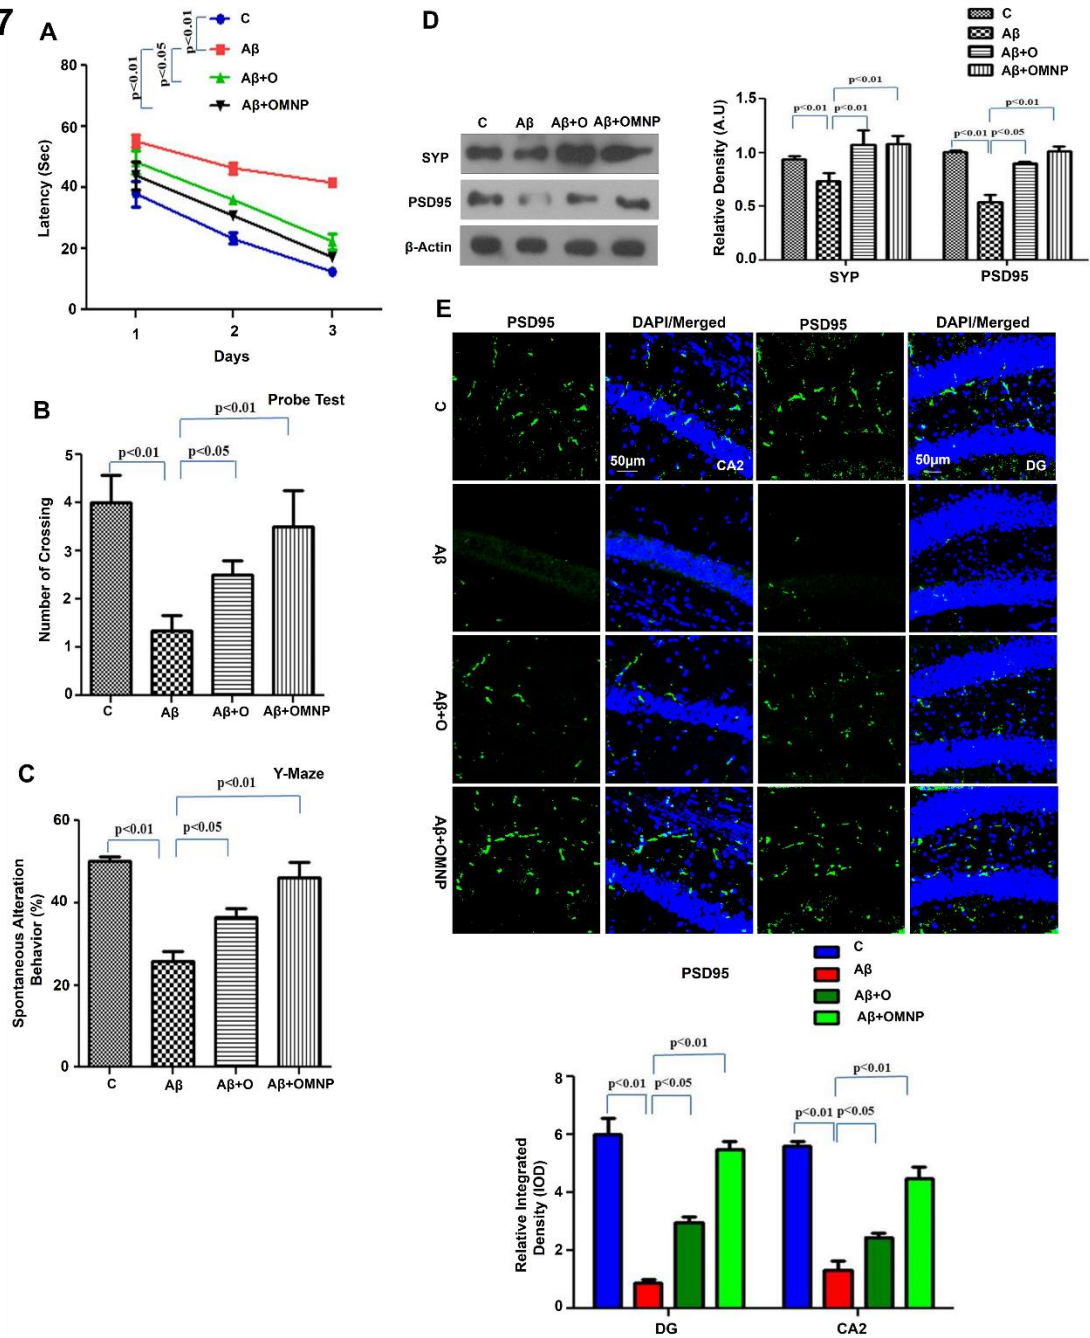 7
A
p<0.01
p<0.05
p<0.01
C
Aβ
Aβ+O
Aβ+OMNP
80
60
40
20
0
Latency (Sec)
1
2
3
Days
B
Probe Test
p<0.01
p<0.01
p<0.05
5
4
3
2
1
0
Number of Crossing
C
Aβ
Aβ+O
Aβ+OMNP
C
Y-Maze
p<0.01
p<0.01
p<0.05
60
40
20
0
Spontaneous Alteration
Behavior (%)
C
Aβ
Aβ+O
Aβ+OMNP
D
C
Aβ
Aβ+O
Aβ+OMNP
SYP
PSD95
β-Actin
C
Aβ
Aβ+O
Aβ+OMNP
1.5
1.0
0.5
0.0
Relative Density (A.U)
p<0.01
p<0.01
p<0.01
p<0.01
p<0.01
p<0.05
SYP
PSD95
E
PSD95
DAPI/Merged
PSD95
DAPI/Merged
C
50μm
CA2
50μm
DG
Aβ
Aβ+O
Aβ+OMNP
PSD95
C
Aβ
Aβ+O
Aβ+OMNP
8
6
4
2
0
Relative Integrated
Density (IOD)
p<0.01
p<0.01
p<0.05
p<0.01
p<0.01
p<0.05
DG
CA2